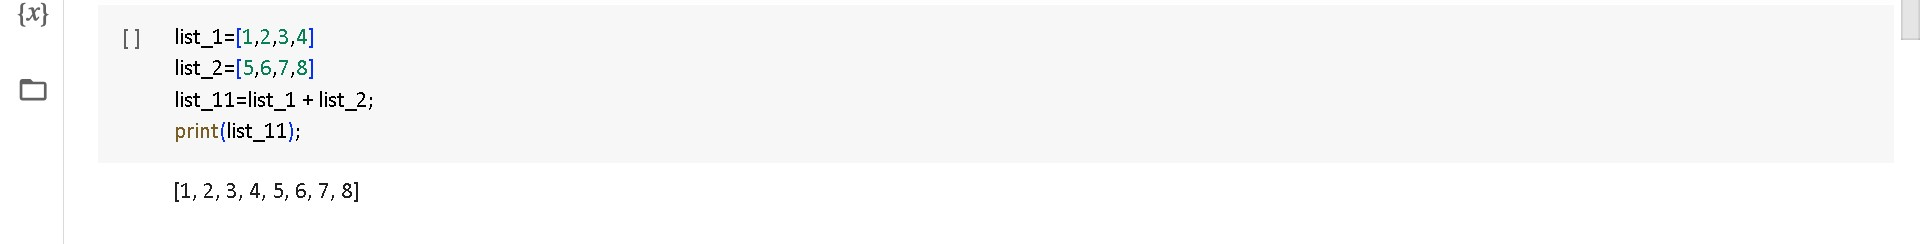 {x}
[ ] list_1=[1,2,3,4]
list_2=[5,6,7,8]
list_11=list_1 + list_2;
print(list_11);
[1, 2, 3, 4, 5, 6, 7, 8]